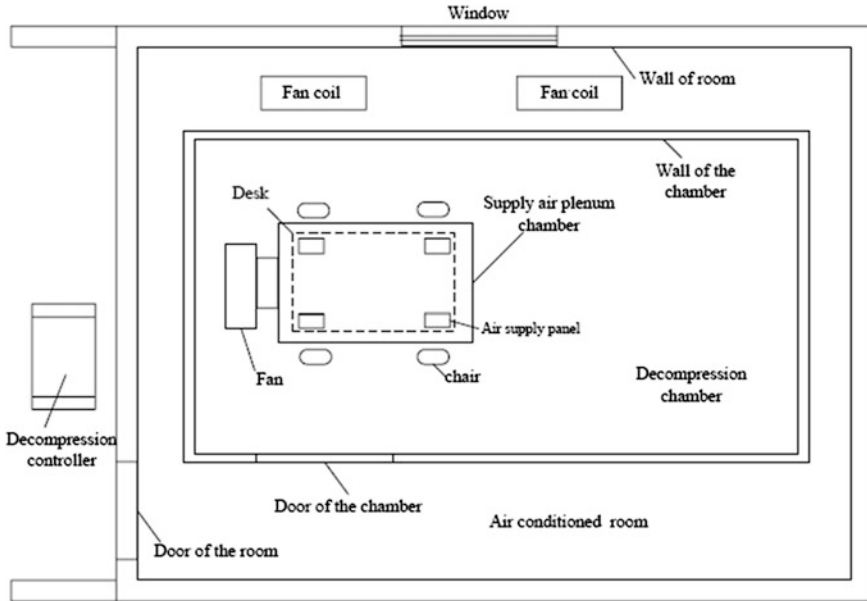 Window
Wall of room
Fan coil
Fan coil
Wall of the
chamber
Desk
Supply air plenum
chamber
Air supply panel
Fan
chair
Decompression
chamber
Decompression
controller
Door of the chamber
Air conditioned room
Door of the room